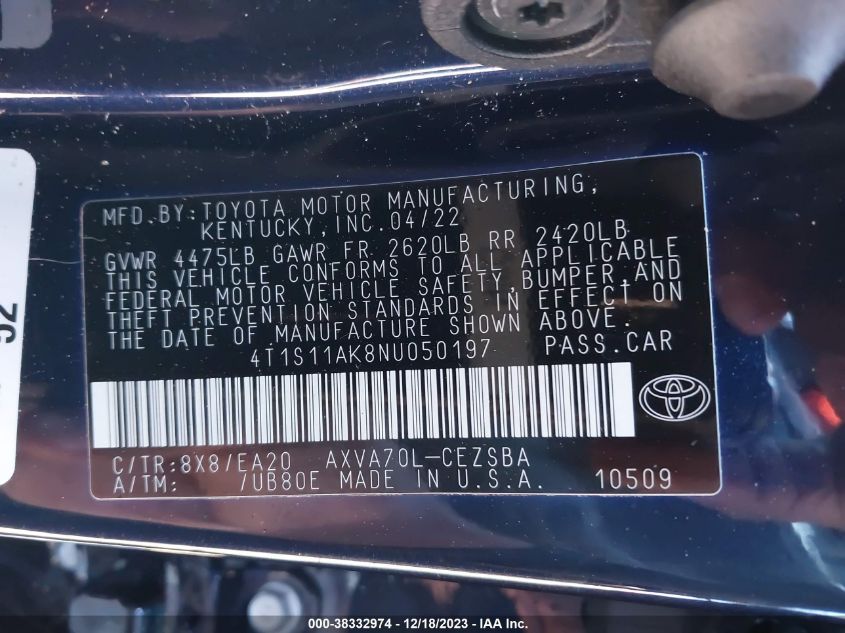 MFD.BY:TOYOTA MOTOR MANUFACTURING,
KENTUCKY,INC.04/22
GVWR 4475LB GAWR FR 2620LB RR 2420LB
THIS VEHICLE CONFORMS TO ALL APPLICABLE
FEDERAL MOTOR VEHICLE SAFETY,BUMPER,AND
THEFT PREVENTION STANDARDS IN EFFECT ON
THE DATE OF MANUFACTURE SHOWN ABOVE.
4T1S11AK8NU050197 PASS.CAR
C/TR:8X8/EA20 AXVA70L-CEZSBA
A/TM: /UB80E MADE IN U.S.A. 10509
92
000-38332974 - 12/18/2023 - IAA Inc.